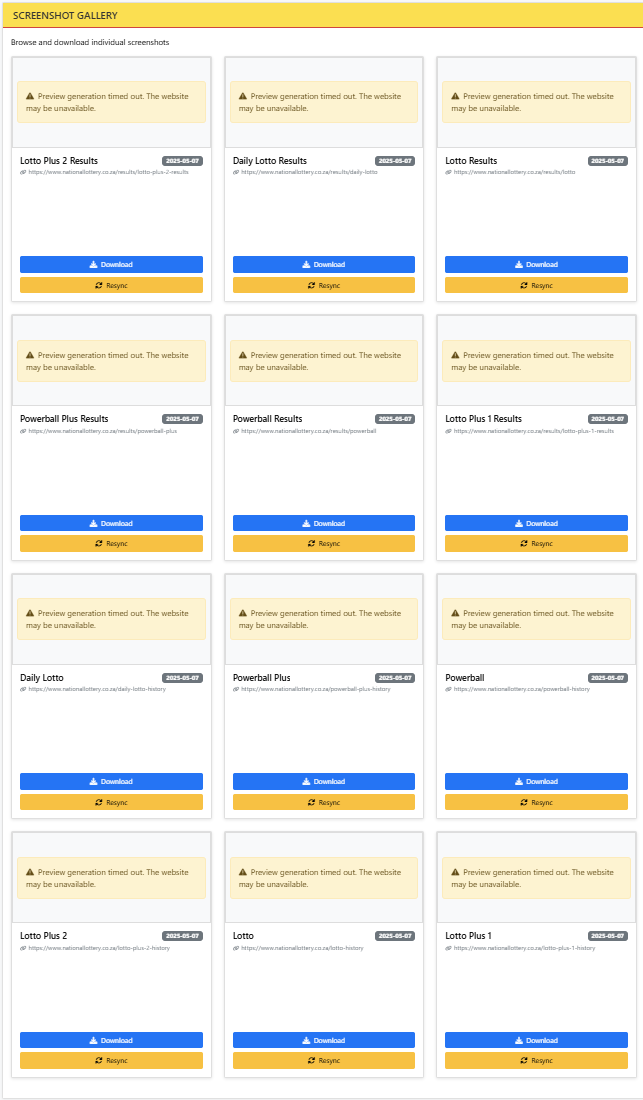 SCREENSHOT GALLERY
Browse and download individual screenshots
Preview generation timed out. The website
may be unavailable.
Lotto Plus 2 Results
2025-05-07
https://www.nationallottery.co.za/results/lotto-plus-2-results
Download
Resync
Preview generation timed out. The website
may be unavailable.
Daily Lotto Results
2025-05-07
https://www.nationallottery.co.za/results/daily-lotto
Download
Resync
Preview generation timed out. The website
may be unavailable.
Lotto Results
2025-05-07
https://www.nationallottery.co.za/results/lotto
Download
Resync
Preview generation timed out. The website
may be unavailable.
Powerball Plus Results
2025-05-07
https://www.nationallottery.co.za/results/powerball-plus
Download
Resync
Preview generation timed out. The website
may be unavailable.
Powerball Results
2025-05-07
https://www.nationallottery.co.za/results/powerball
Download
Resync
Preview generation timed out. The website
may be unavailable.
Lotto Plus 1 Results
2025-05-07
https://www.nationallottery.co.za/results/lotto-plus-1-results
Download
Resync
Preview generation timed out. The website
may be unavailable.
Daily Lotto
2025-05-07
https://www.nationallottery.co.za/daily-lotto-history
Download
Resync
Preview generation timed out. The website
may be unavailable.
Powerball Plus
2025-05-07
https://www.nationallottery.co.za/powerball-plus-history
Download
Resync
Preview generation timed out. The website
may be unavailable.
Powerball
2025-05-07
https://www.nationallottery.co.za/powerball-history
Download
Resync
Preview generation timed out. The website
may be unavailable.
Lotto Plus 2
2025-05-07
https://www.nationallottery.co.za/lotto-plus-2-history
Download
Resync
Preview generation timed out. The website
may be unavailable.
Lotto
2025-05-07
https://www.nationallottery.co.za/lotto-history
Download
Resync
Preview generation timed out. The website
may be unavailable.
Lotto Plus 1
2025-05-07
https://www.nationallottery.co.za/lotto-plus-1-history
Download
Resync